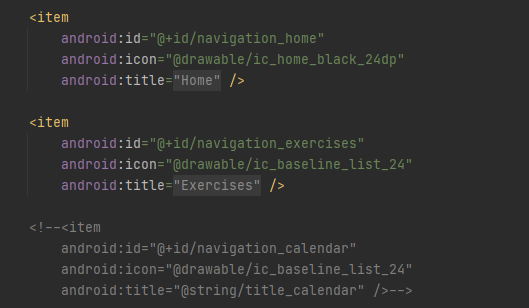 <item
android:id="@+id/navigation_home"
android:icon="@drawable/ic_home_black_24dp"
android:title="Home" />
<item
android:id="@+id/navigation_exercises"
android:icon="@drawable/ic_baseline_list_24"
android:title="Exercises" />
<!--<item
android:id="@+id/navigation_calendar"
android:icon="@drawable/ic_baseline_list_24"
android:title="@string/title_calendar" />-->